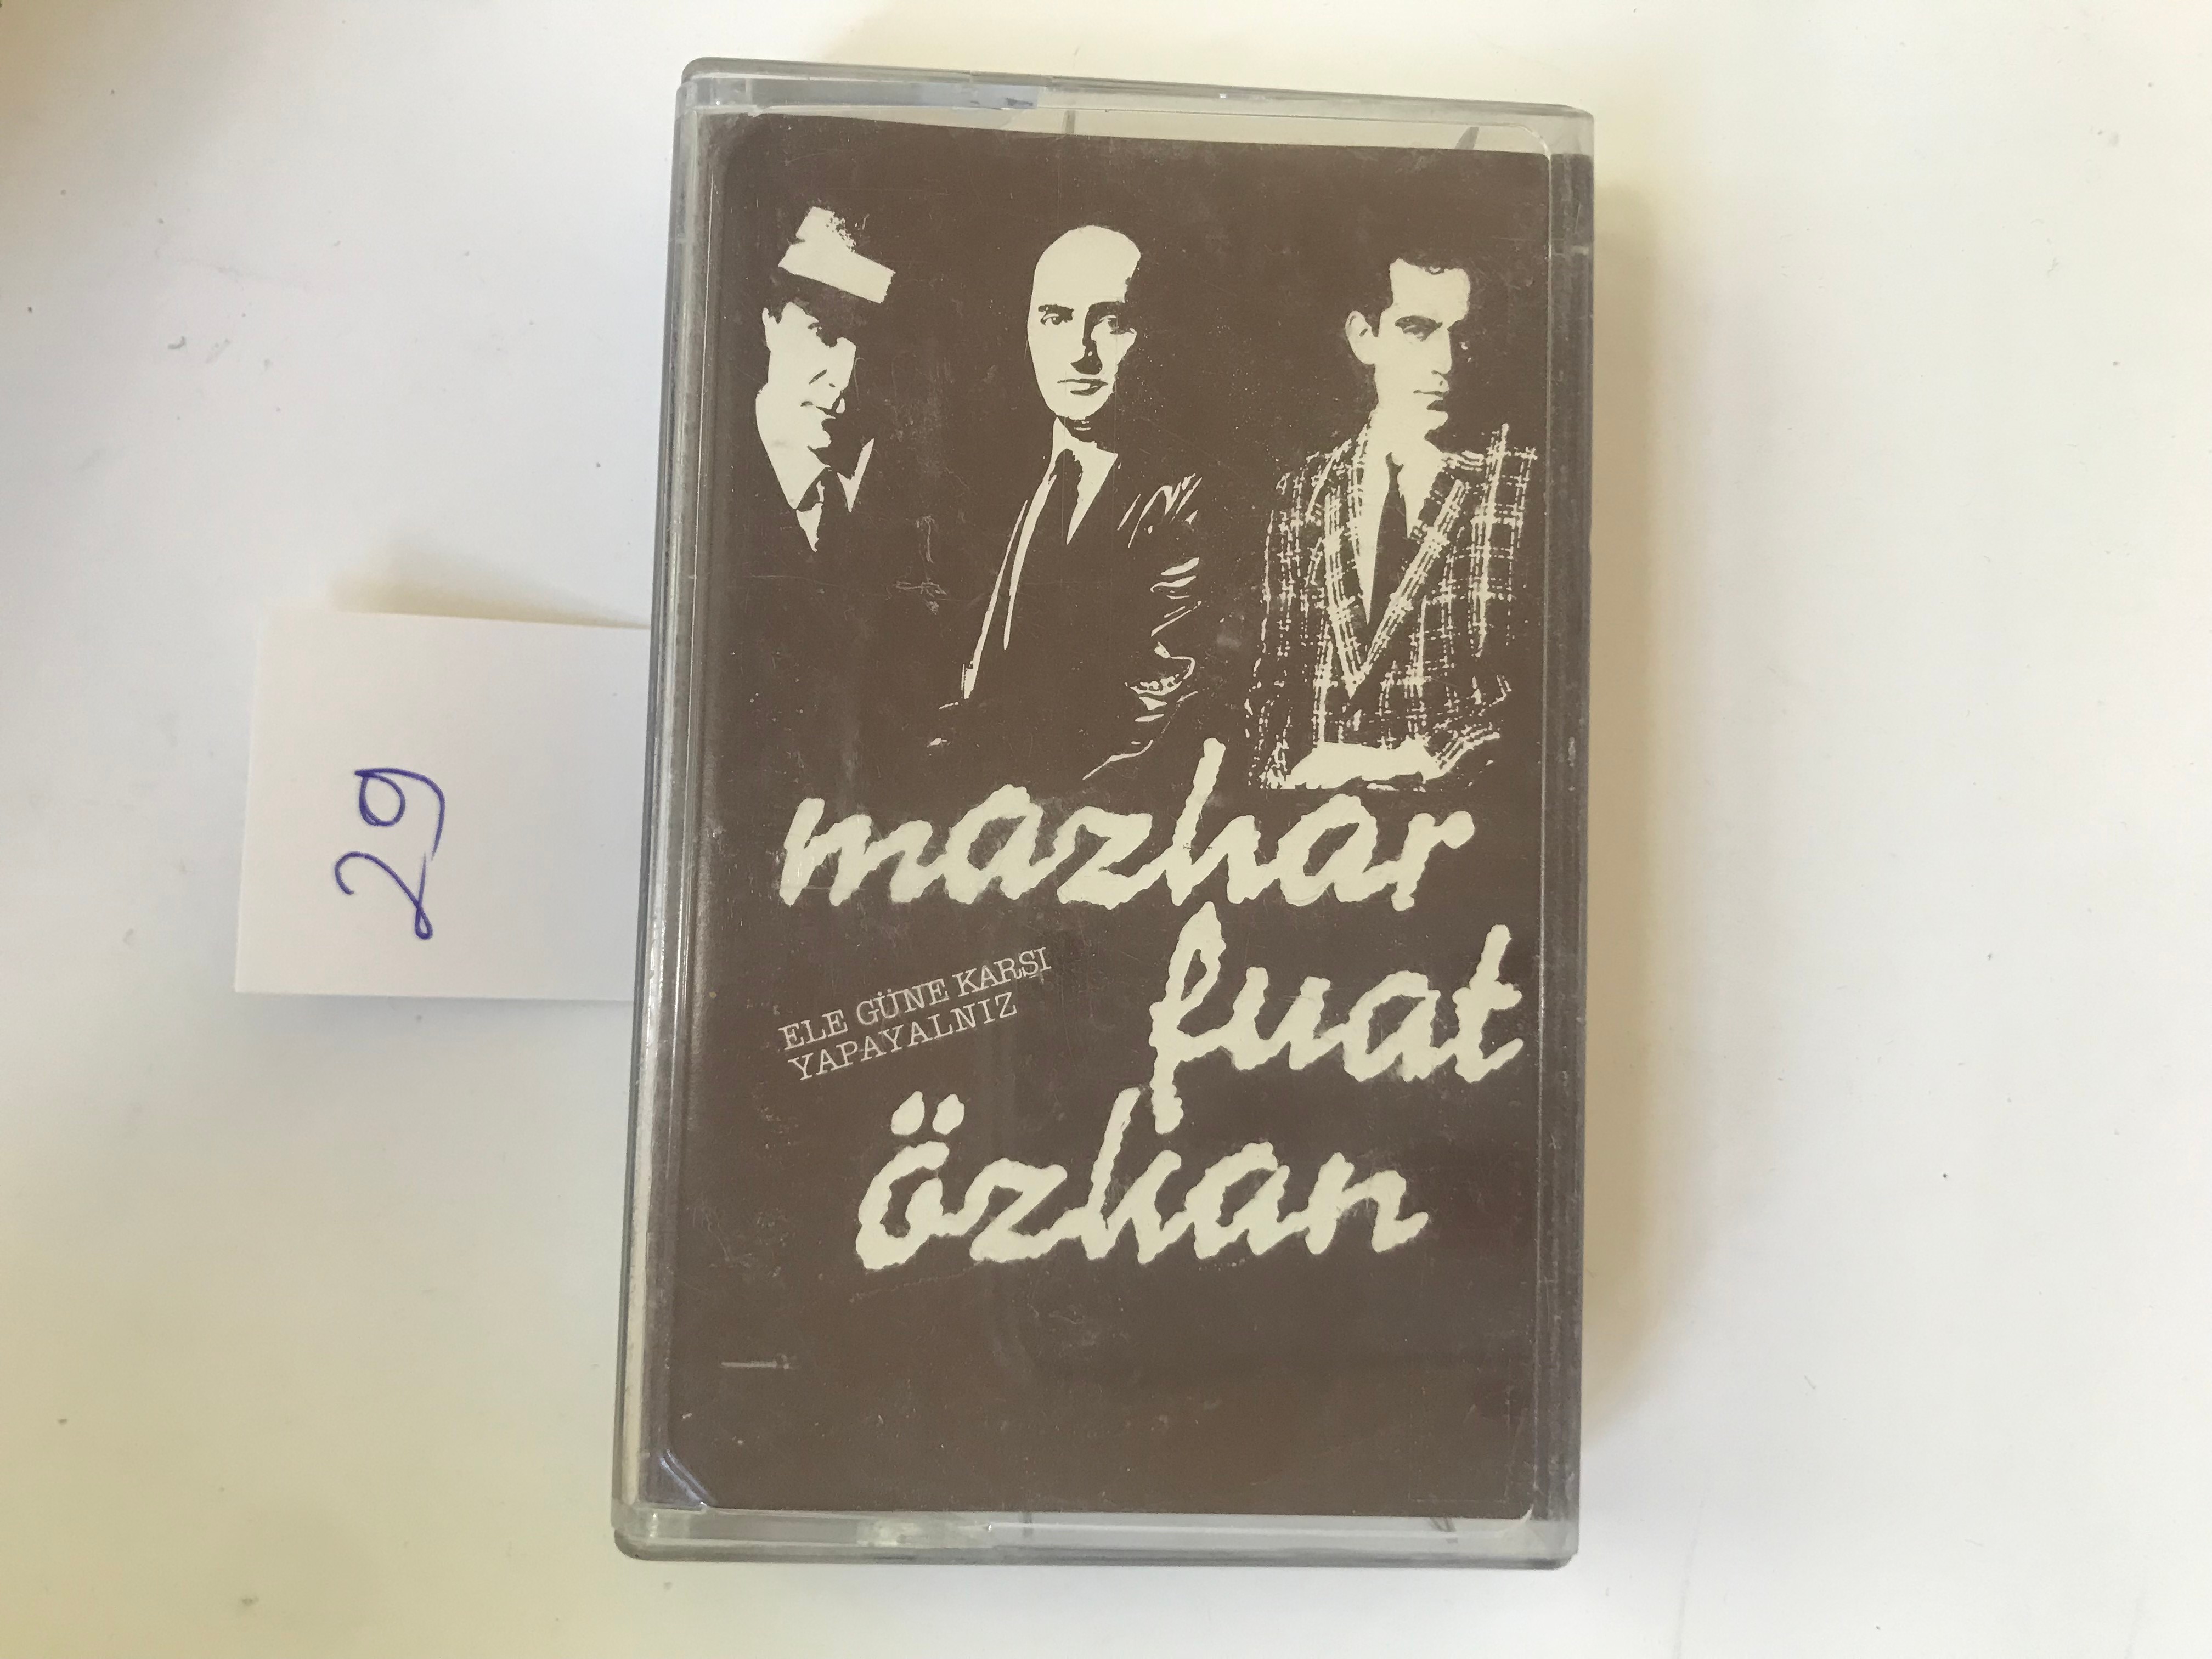 29
mazhar
fuat
ELE GÜNE KARŞI
YAPAYALNIZ
özkan